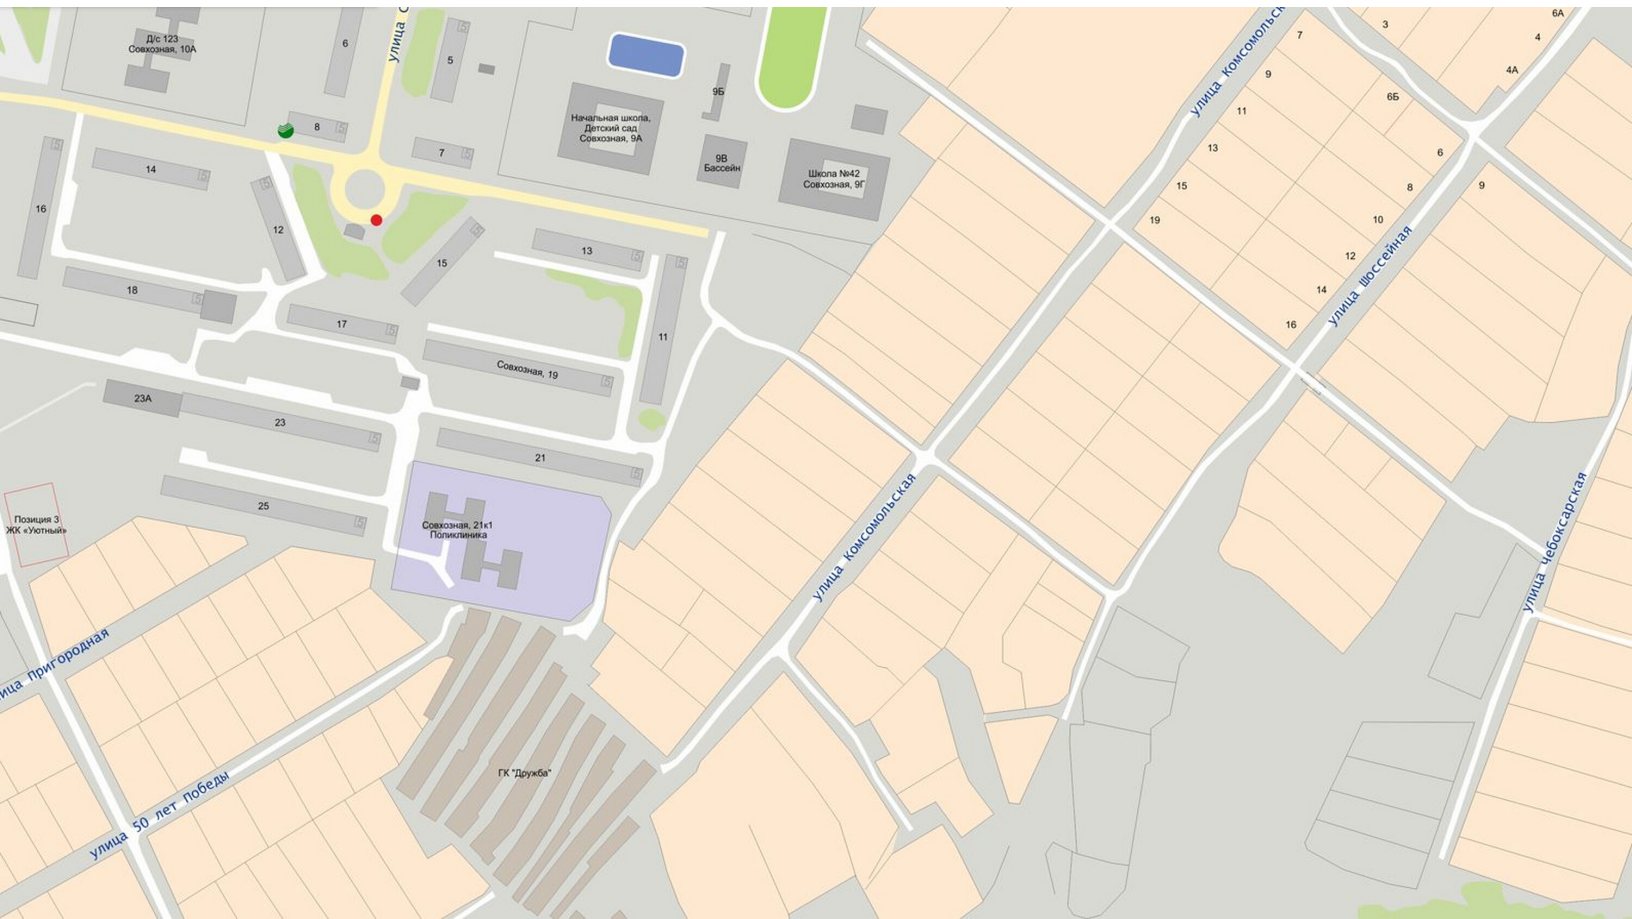 Д/с 123
Совхозная, 10А
6
улица С
5
8
7
14
16
12
18
17
15
13
11
Начальная школа,
Детский сад
Совхозная, 9А
9Б
9В
Бассейн
Школа №42
Совхозная, 9Г
Совхозная, 19
23А
23
21
25
Совхозная, 21к1
Поликлиника
Позиция 3
ЖК «Уютный»
ица Пригородная
улица 50 лет Победы
ГК "Дружба"
улица Комсомольская
улица Комсомольск
7
9
11
13
15
19
3
6А
4
4А
6Б
6
8
10
12
14
16
9
улица Шоссейная
улица Чебоксарская